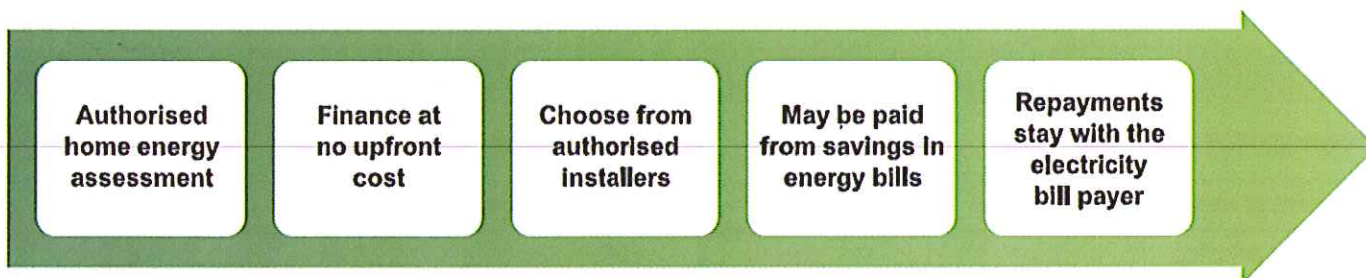 Authorised
home energy
assessment
Finance at
no upfront
cost
Choose from
authorised
installers
May be paid
from savings in
energy bills
Repayments
stay with the
electricity
bill payer